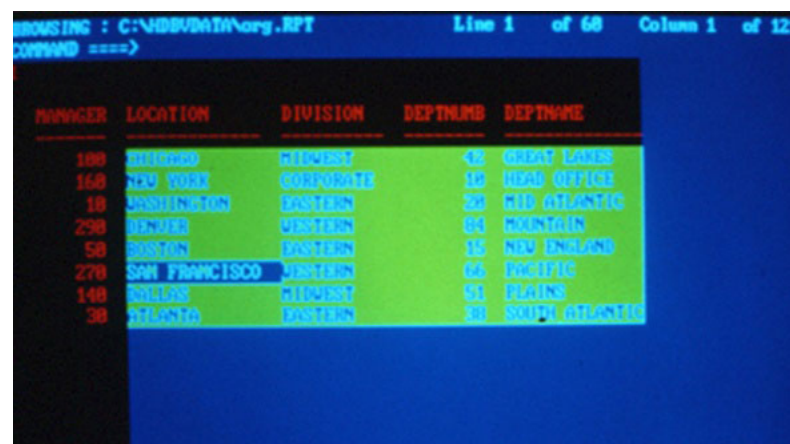 BROWSING : C:\HDBVDATA\org.RPT Line 1 of 60 Column 1 of 12
COMMAND ====>
MANAGER LOCATION DIVISION DEPTNUMB DEPTNAME
------- ------------- ---------- -------- --------------
100 CHICAGO MIDWEST 42 GREAT LAKES
160 NEW YORK CORPORATE 10 HEAD OFFICE
10 WASHINGTON EASTERN 20 MID ATLANTIC
290 DENVER WESTERN 84 MOUNTAIN
50 BOSTON EASTERN 15 NEW ENGLAND
270 SAN FRANCISCO WESTERN 66 PACIFIC
140 DALLAS MIDWEST 51 PLAINS
30 ATLANTA EASTERN 38 SOUTH ATLANTIC